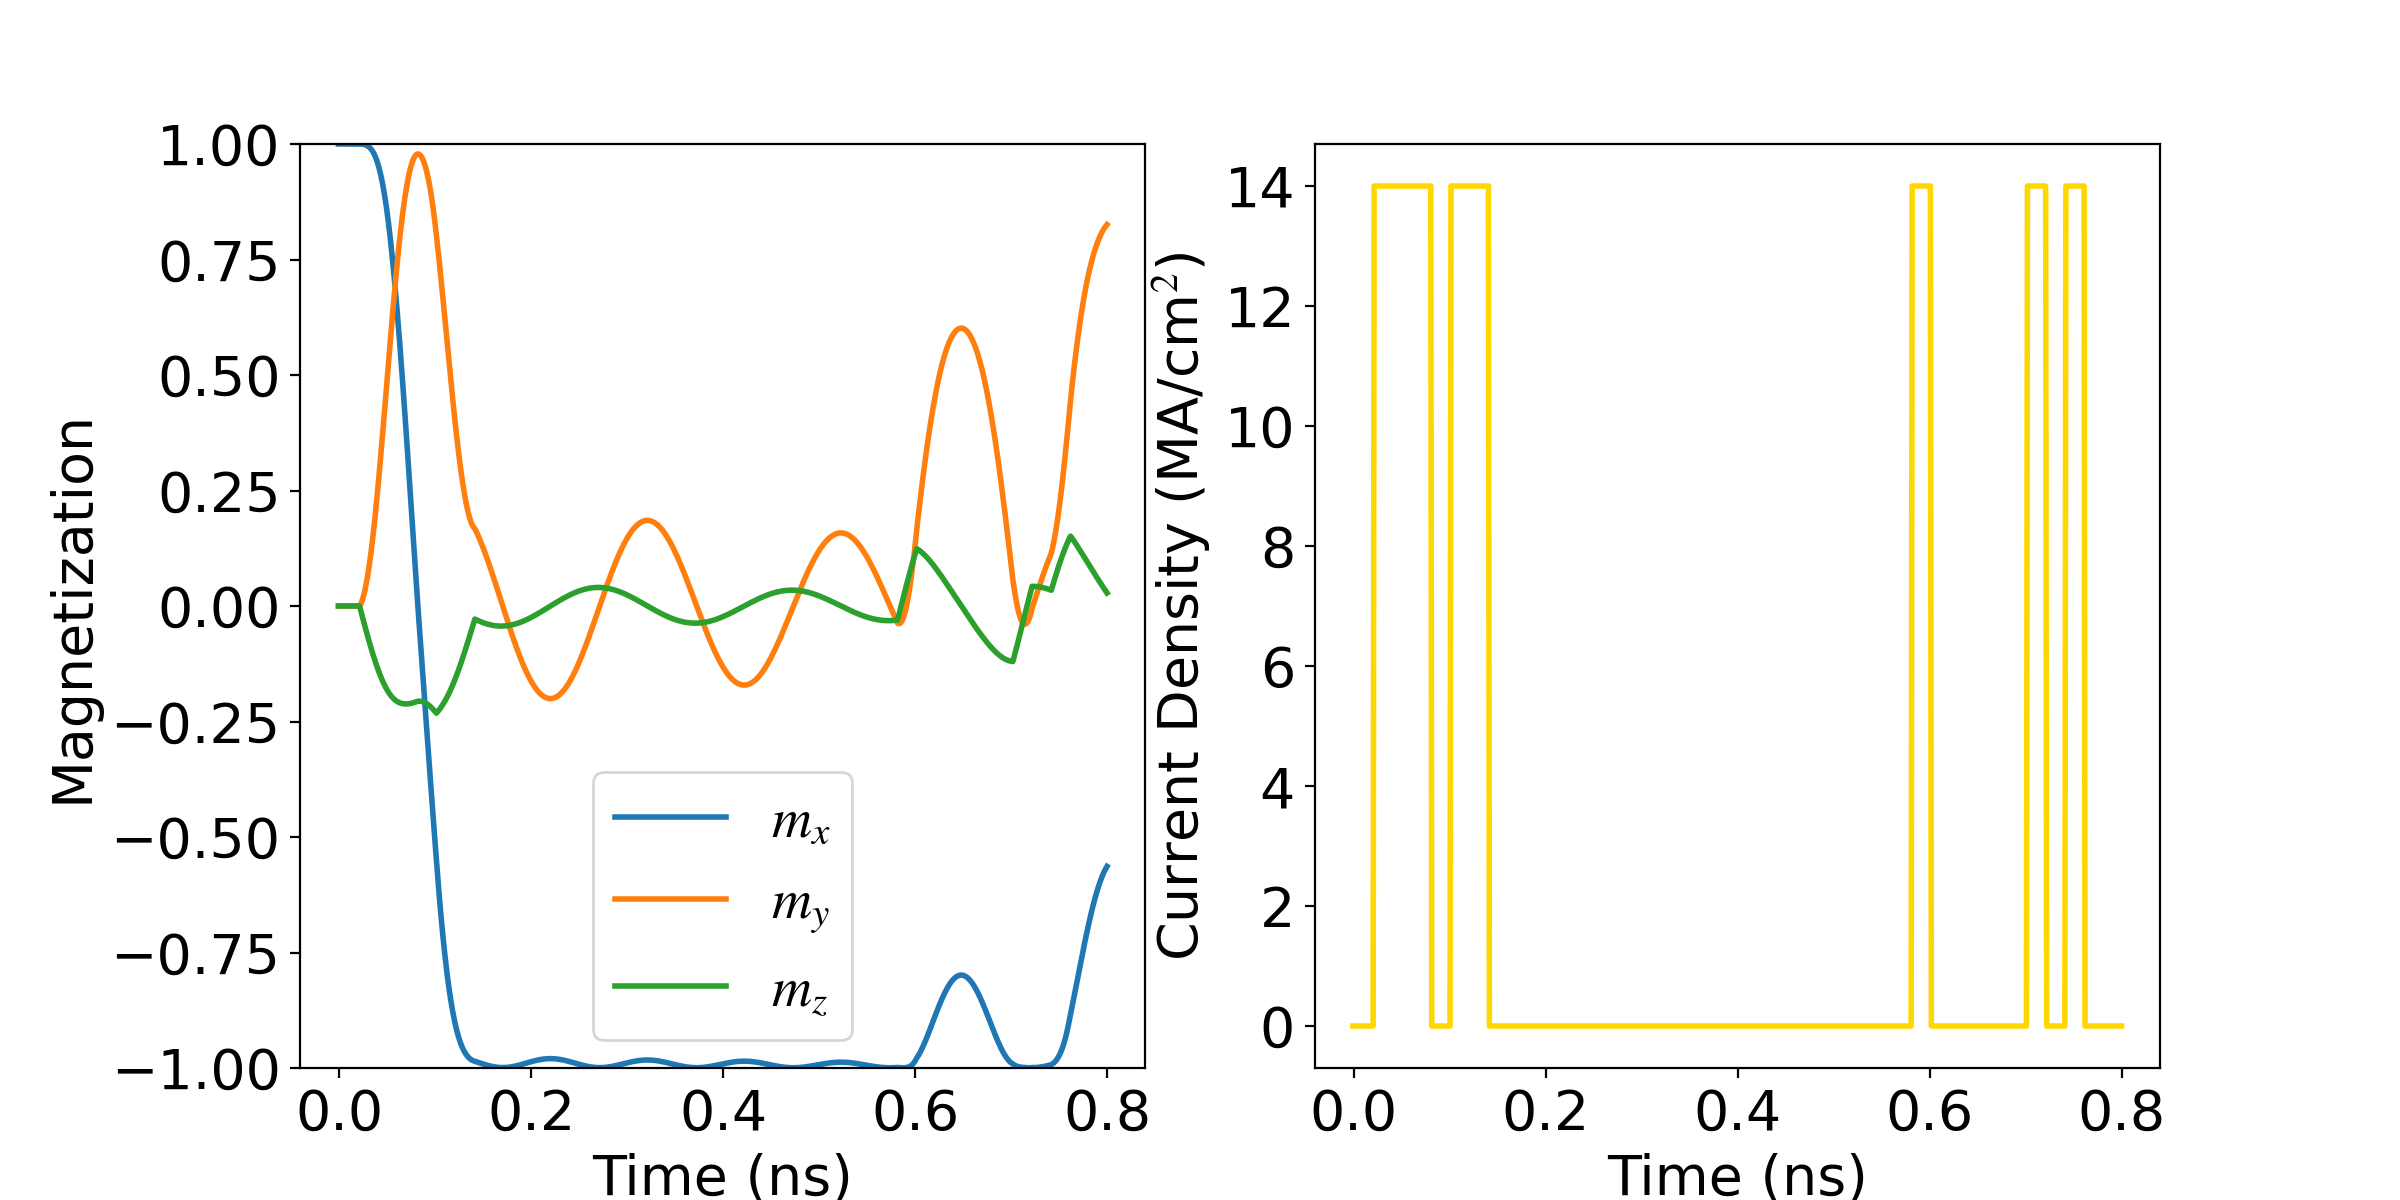 Magnetization
1.00
0.75
0.50
0.25
0.00
−0.25
−0.50
−0.75
−1.00
m_x
m_y
m_z
0.0 0.2 0.4 0.6 0.8
Time (ns)
Current Density (MA/cm²)
14
12
10
8
6
4
2
0
0.0 0.2 0.4 0.6 0.8
Time (ns)